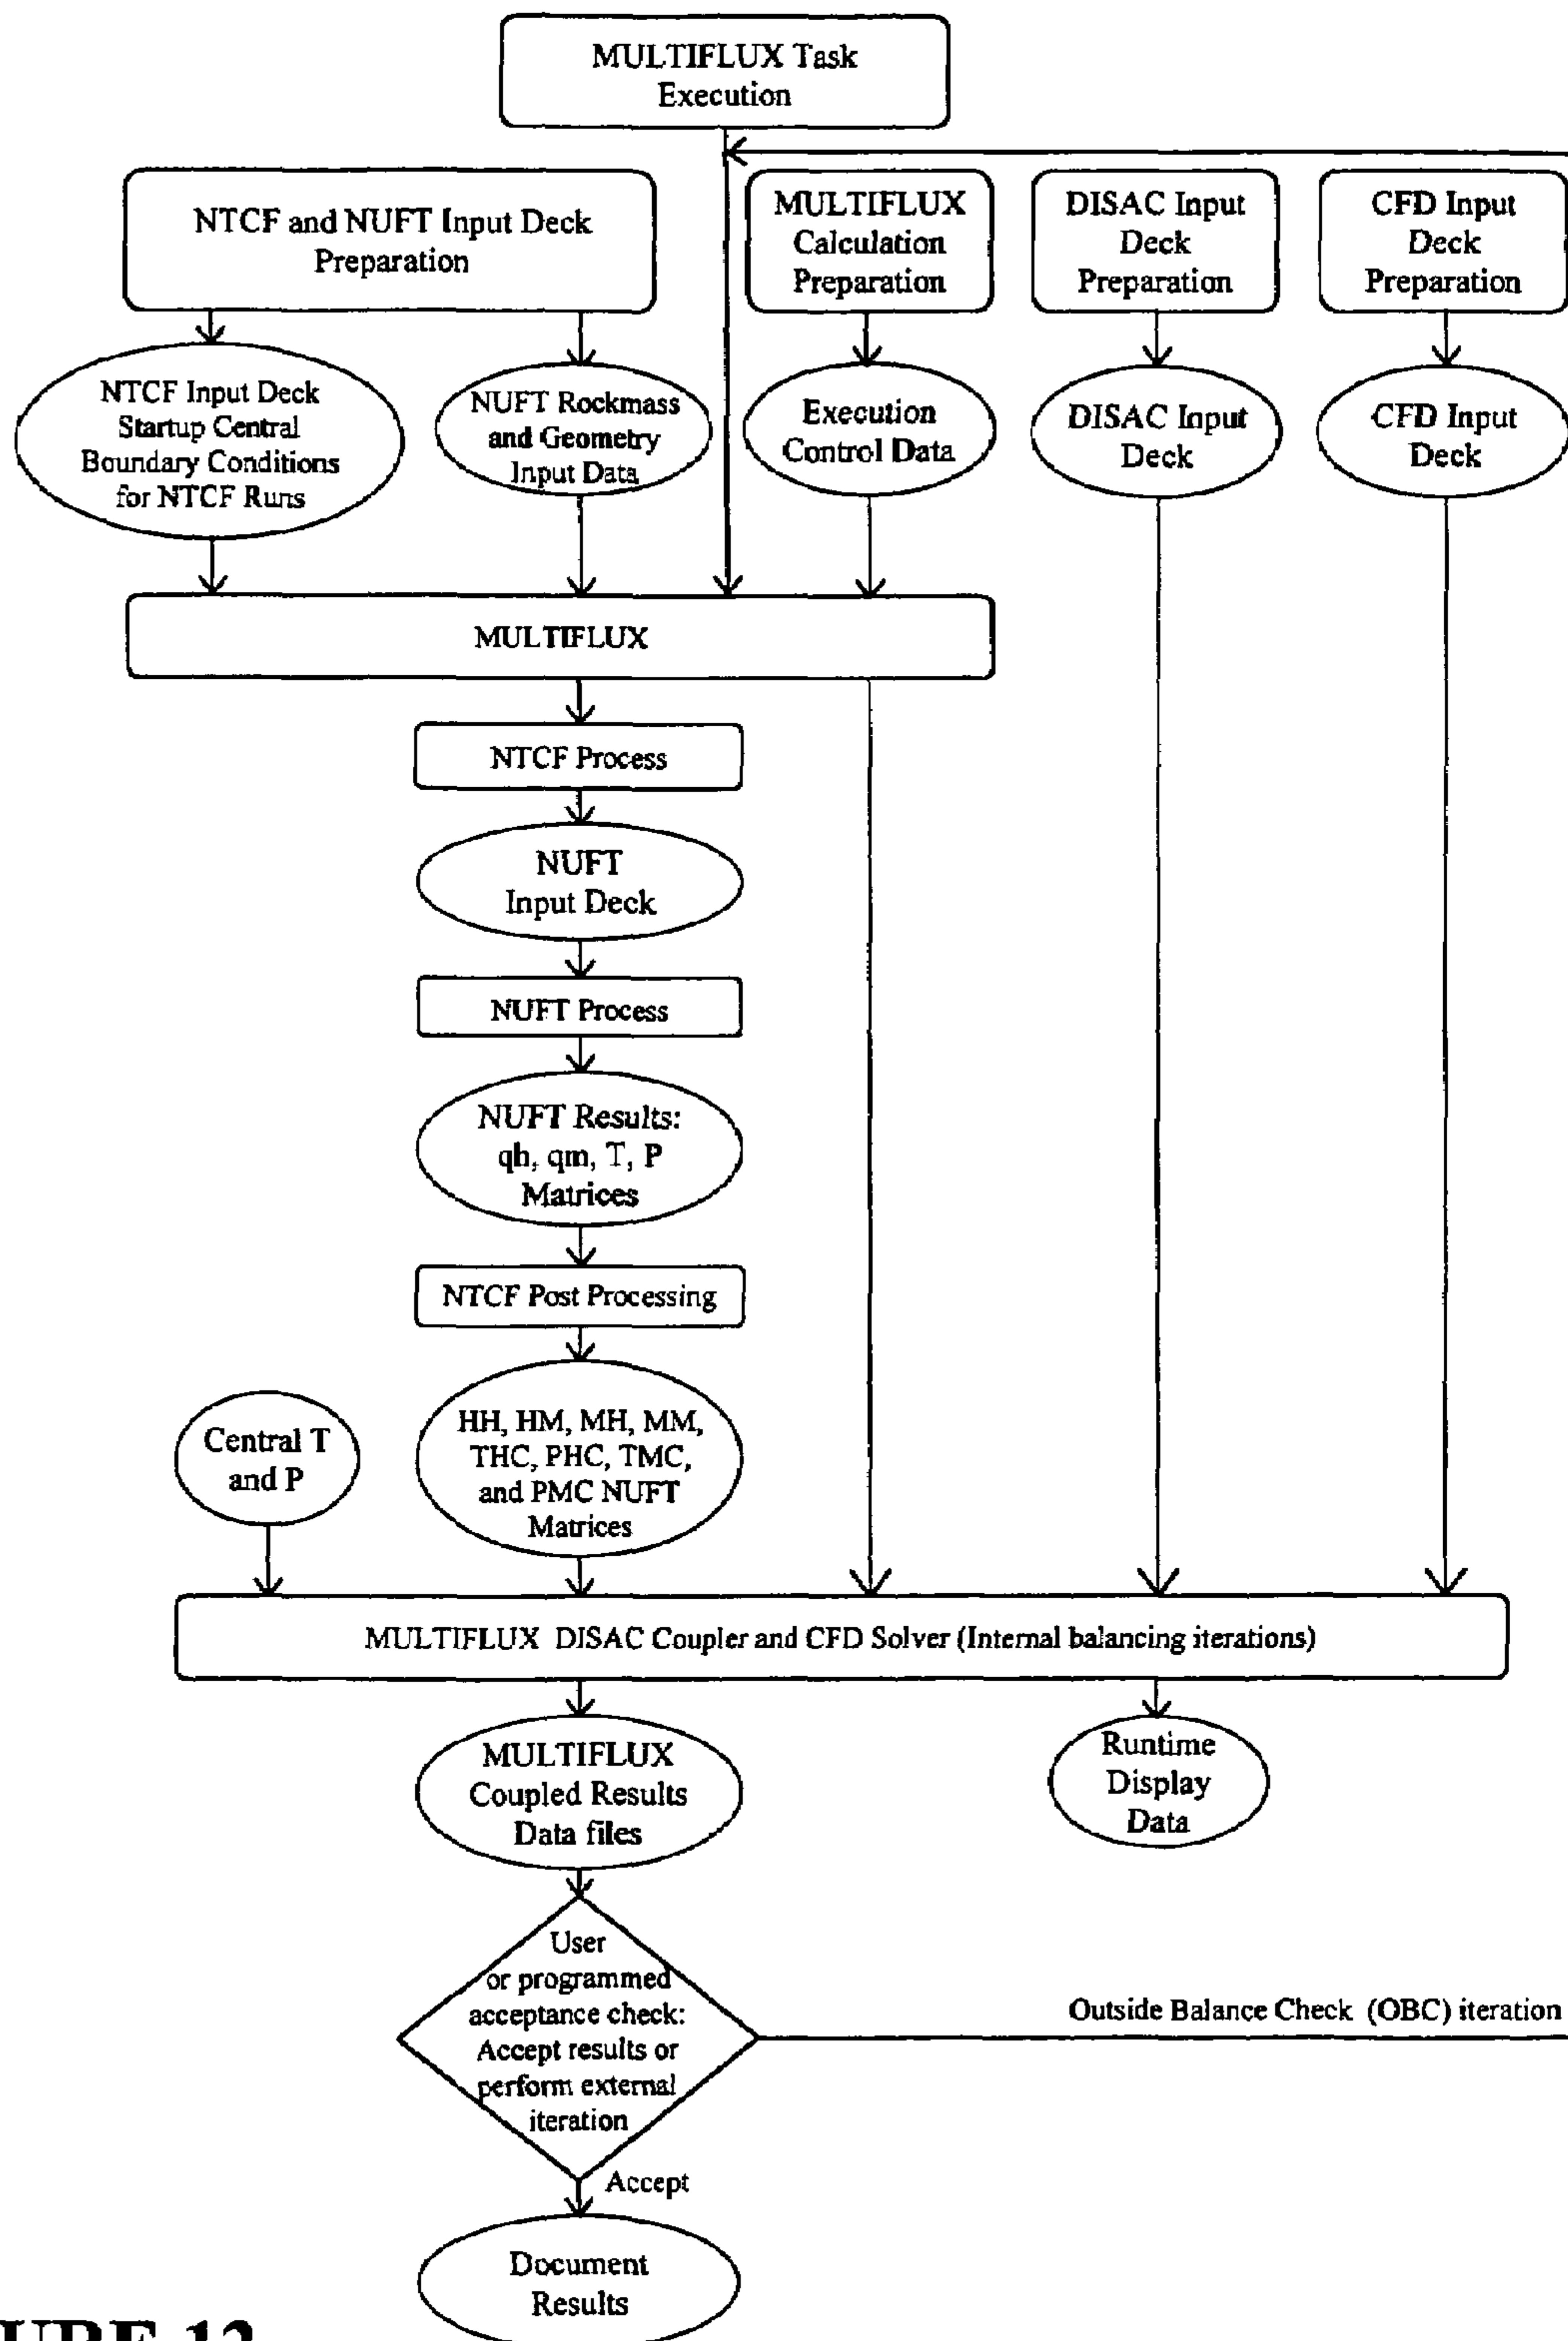 MULTIFLUX Task
Execution
NTCF and NUFT Input Deck
Preparation
MULTIFLUX
Calculation
Preparation
DISAC Input
Deck
Preparation
CFD Input
Deck
Preparation
NTCF Input Deck
Startup Central
Boundary Conditions
for NTCF Runs
NUFT Rockmass
and Geometry
Input Data
Execution
Control Data
DISAC Input
Deck
CFD Input
Deck
MULTIFLUX
NTCF Process
NUFT
Input Deck
NUFT Process
NUFT Results:
qh, qm, T, P
Matrices
NTCF Post Processing
Central T
and P
HH, HM, MH, MM,
THC, PHC, TMC,
and PMC NUFT
Matrices
MULTIFLUX DISAC Coupler and CFD Solver (Internal balancing iterations)
MULTIFLUX
Coupled Results
Data files
Runtime
Display
Data
User
or programmed
acceptance check:
Accept results or
perform external
iteration
Outside Balance Check (OBC) iteration
Accept
Document
Results